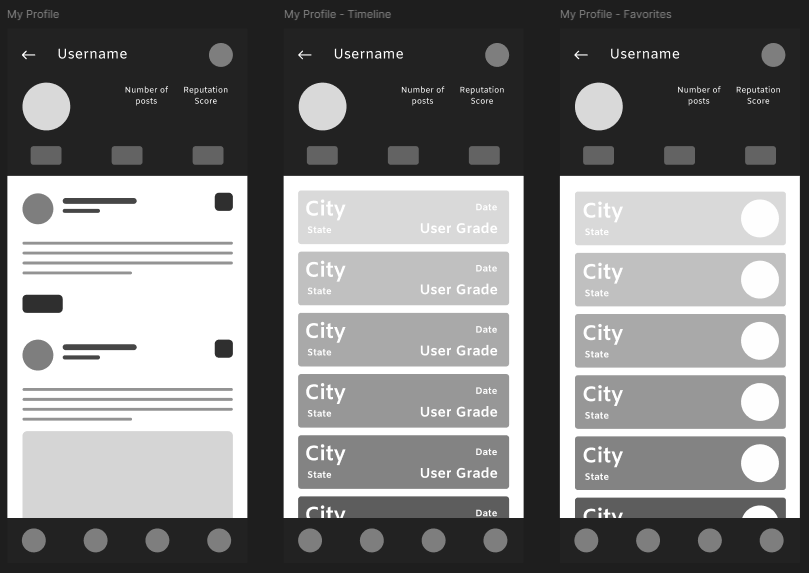 My Profile
Username
Number of posts
Reputation Score
My Profile - Timeline
Username
Number of posts
Reputation Score
City
Date
State
User Grade
City
Date
State
User Grade
City
Date
State
User Grade
City
Date
State
User Grade
City
Date
State
User Grade
City
Date
My Profile - Favorites
Username
Number of posts
Reputation Score
City
State
City
State
City
State
City
State
City
State
City